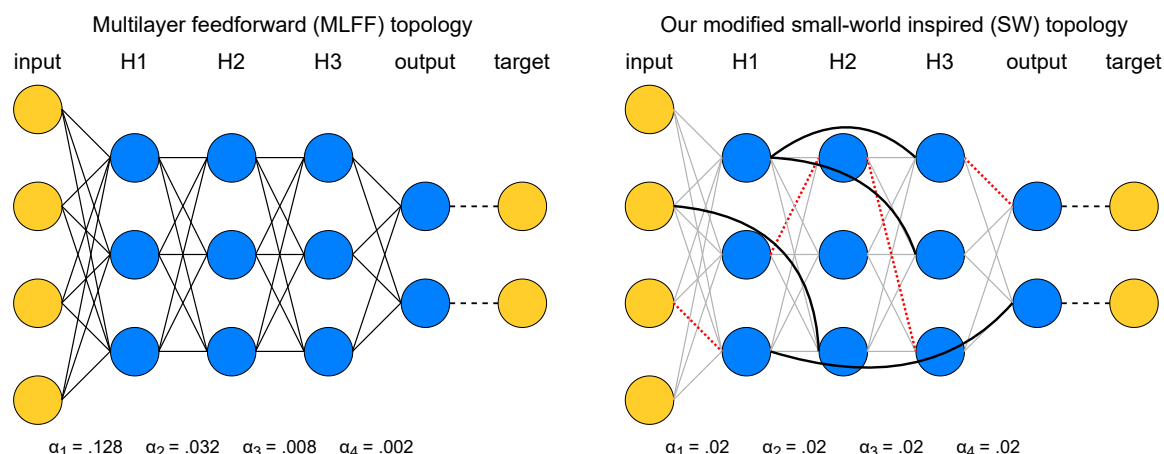 Multilayer feedforward (MLFF) topology
input H1 H2 H3 output target
α1 = .128 α2 = .032 α3 = .008 α4 = .002
Our modified small-world inspired (SW) topology
input H1 H2 H3 output target
α1 = .02 α2 = .02 α3 = .02 α4 = .02